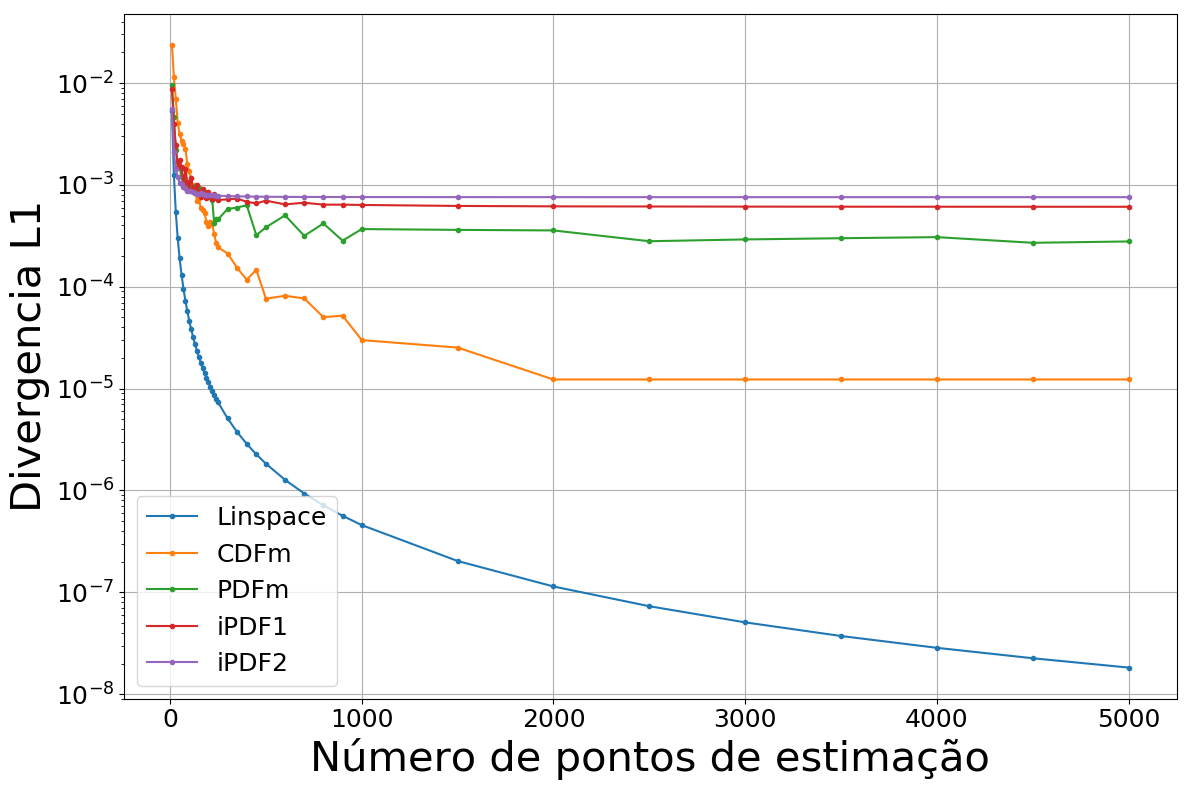 Divergencia L1
10⁻²
10⁻³
10⁻⁴
10⁻⁵
10⁻⁶
10⁻⁷
10⁻⁸
Linspace
CDFm
PDFm
iPDF1
iPDF2
0 1000 2000 3000 4000 5000
Número de pontos de estimação